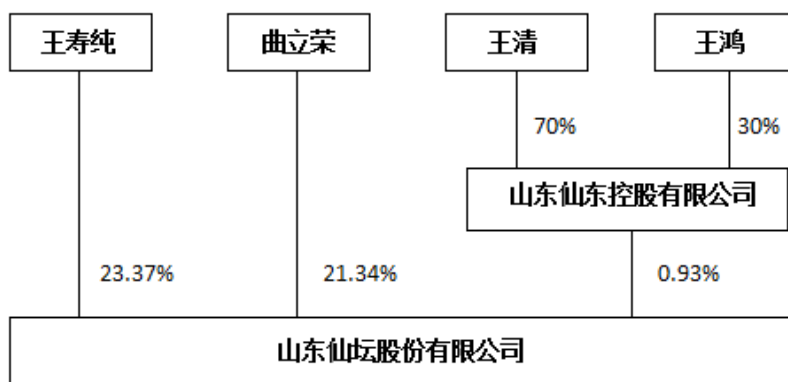 王寿纯
曲立荣
王清
王鸿
70%
30%
山东仙东控股有限公司
23.37%
21.34%
0.93%
山东仙坛股份有限公司